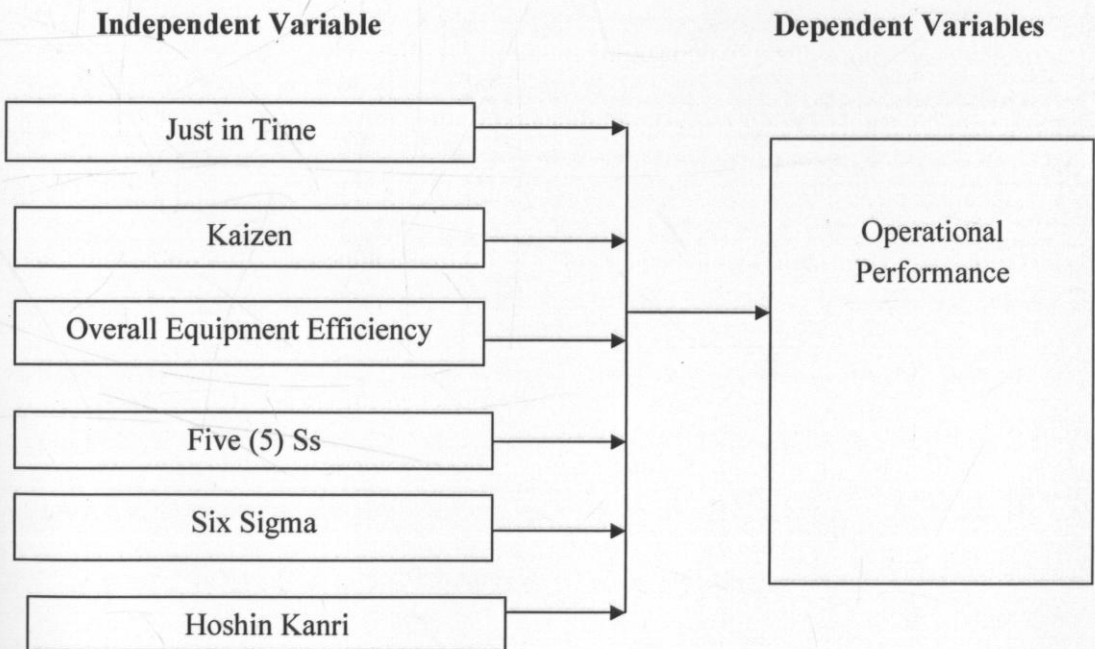 Independent Variable
Dependent Variables
Just in Time
Kaizen
Overall Equipment Efficiency
Five (5) Ss
Six Sigma
Hoshin Kanri
Operational
Performance